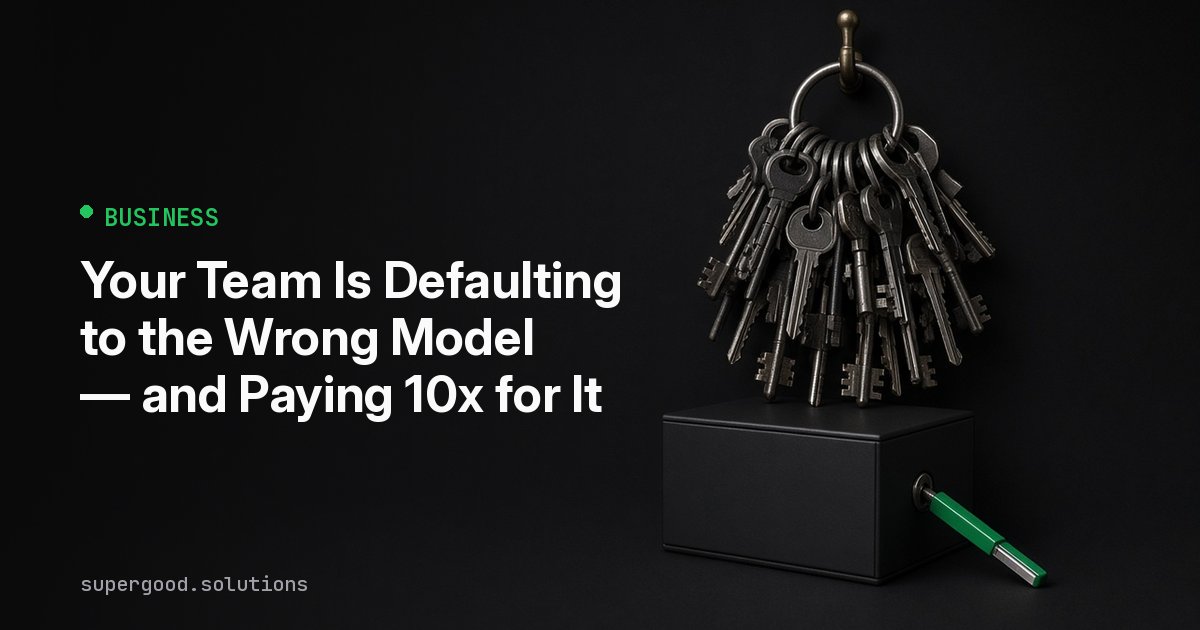 BUSINESS
Your Team Is Defaulting
to the Wrong Model
— and Paying 10x for It
supergood.solutions